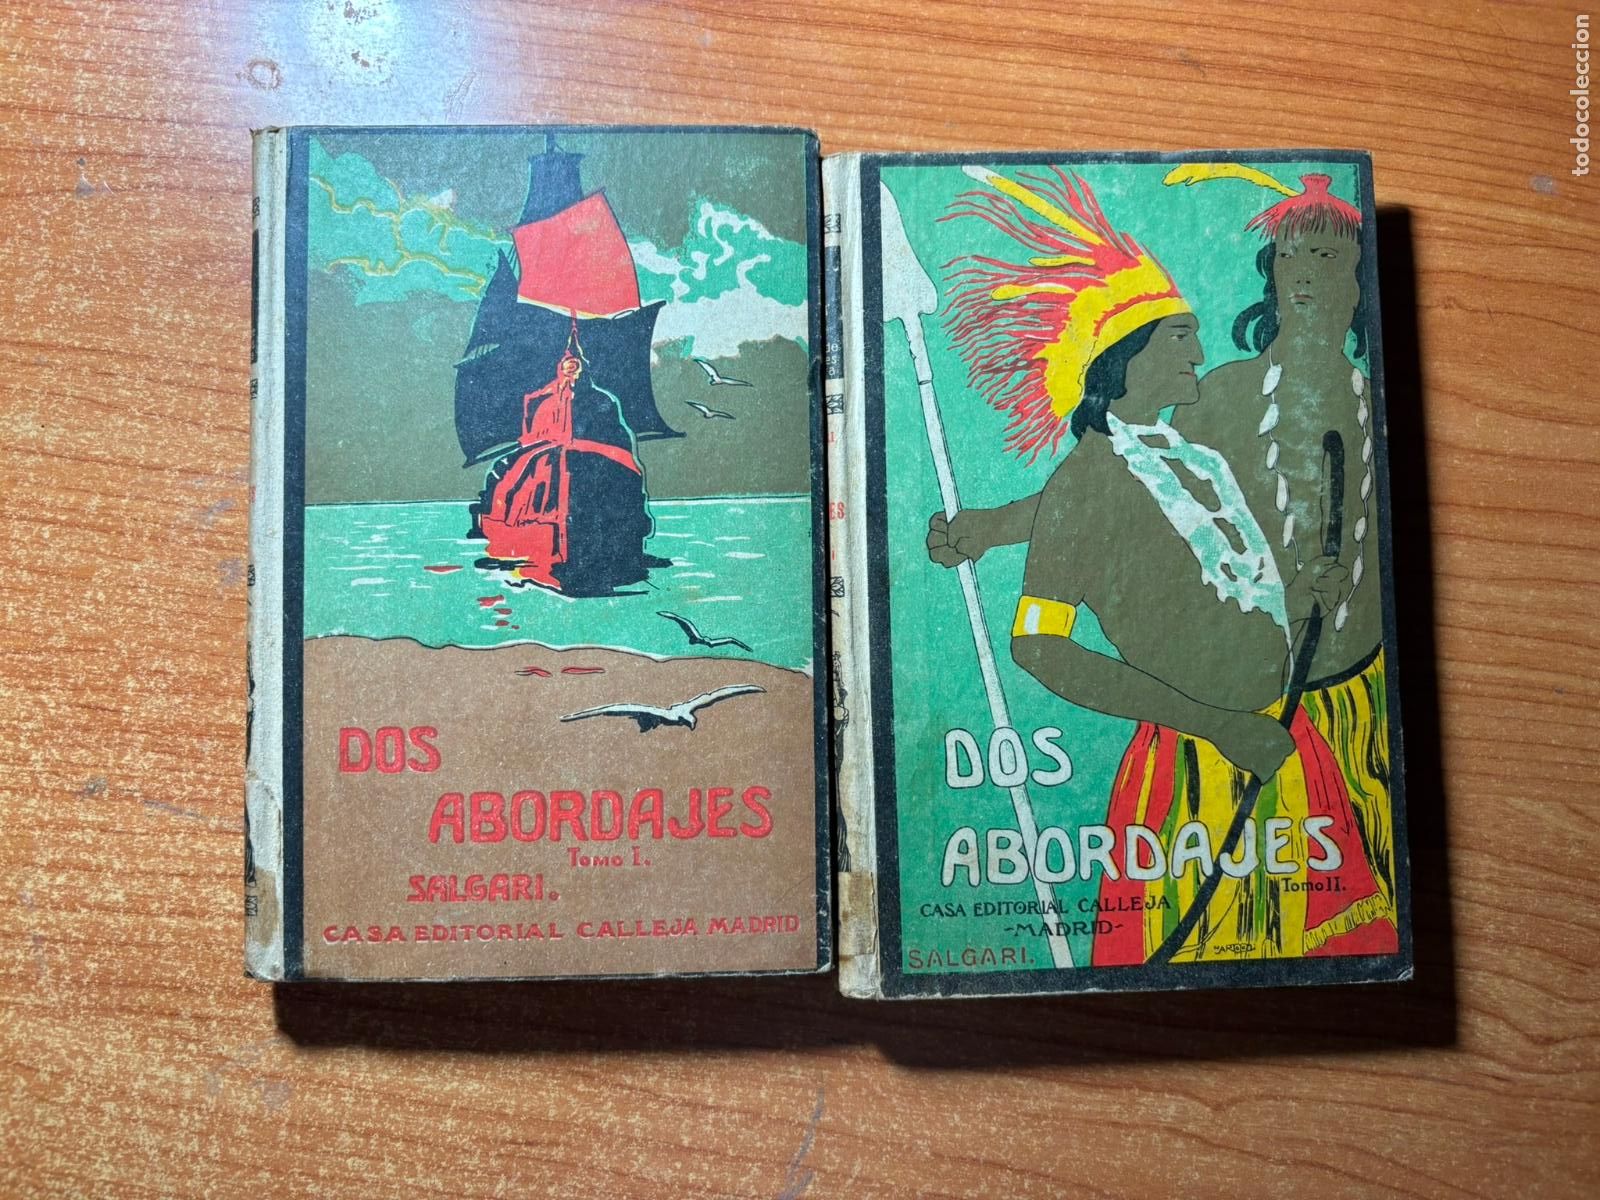 DOS
ABORDAJES
Tomo I.
SALGARI.
CASA EDITORIAL CALLEJA MADRID
DOS
ABORDAJES
Tomo II.
CASA EDITORIAL CALLEJA
-MADRID-
SALGARI.
todocoleccion